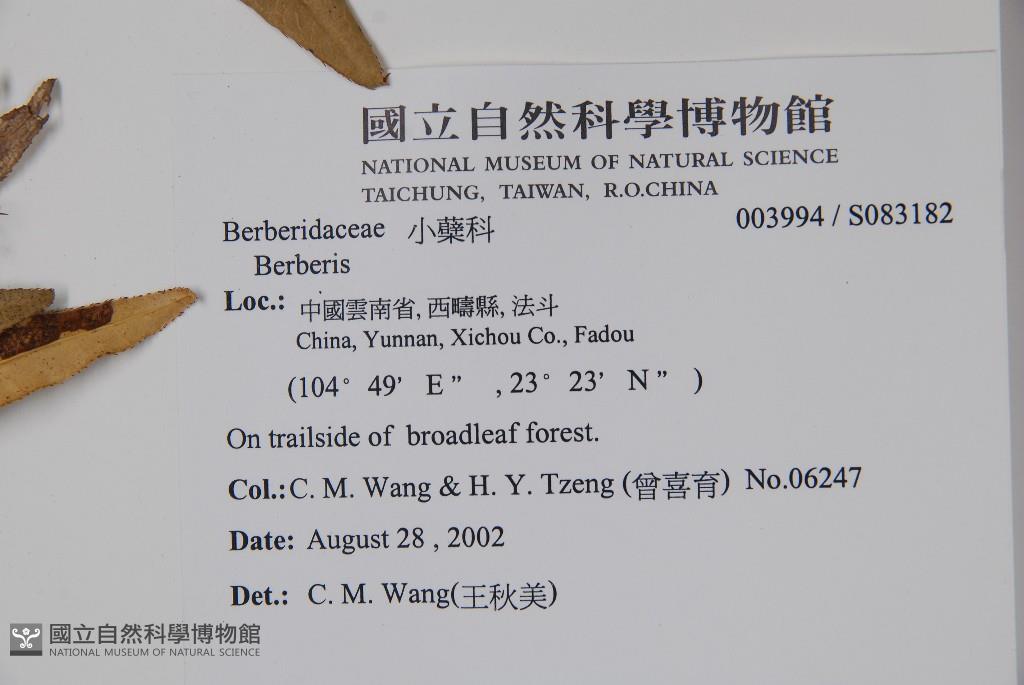 國立自然科學博物館
NATIONAL MUSEUM OF NATURAL SCIENCE
TAICHUNG, TAIWAN, R.O.CHINA
003994 / S083182
Berberidaceae 小蘗科
Berberis
Loc.: 中國雲南省, 西疇縣, 法斗
China, Yunnan, Xichou Co., Fadou
(104° 49’ E ” , 23° 23’ N ” )
On trailside of broadleaf forest.
Col.: C. M. Wang & H. Y. Tzeng (曾喜育) No.06247
Date: August 28 , 2002
Det.: C. M. Wang(王秋美)
國立自然科學博物館
NATIONAL MUSEUM OF NATURAL SCIENCE